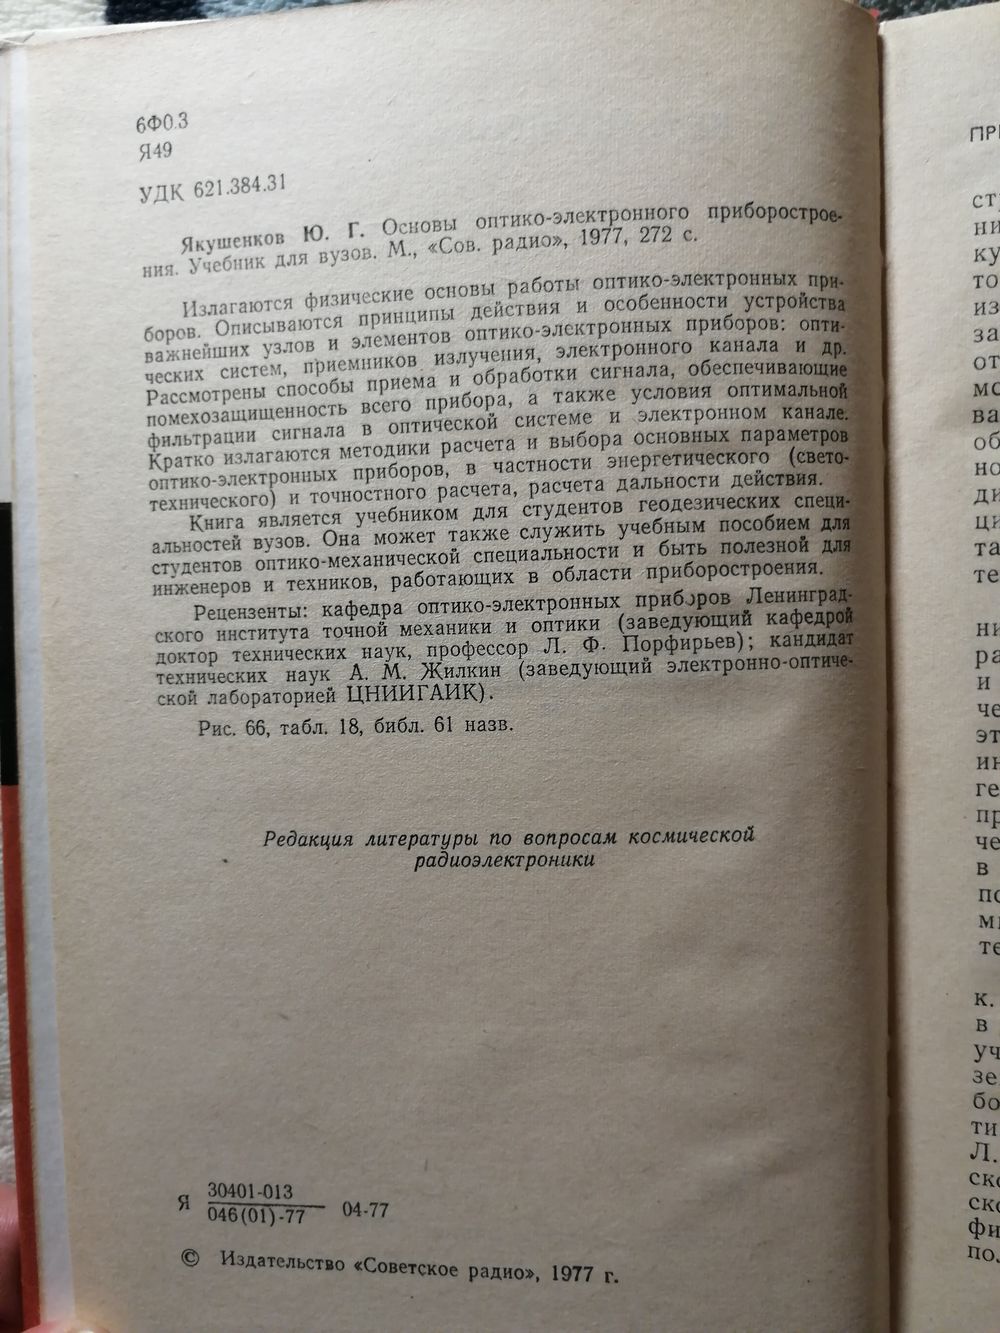 6Ф0.3
Я49
УДК 621.384.31
Якушенков Ю. Г. Основы оптико-электронного приборострое-
ния. Учебник для вузов. М., «Сов. радио», 1977, 272 с.
Излагаются физические основы работы оптико-электронных при-
боров. Описываются принципы действия и особенности устройства
важнейших узлов и элементов оптико-электронных приборов: опти-
ческих систем, приемников излучения, электронного канала и др.
Рассмотрены способы приема и обработки сигнала, обеспечивающие
помехозащищенность всего прибора, а также условия оптимальной
фильтрации сигнала в оптической системе и электронном канале.
Кратко излагаются методики расчета и выбора основных параметров
оптико-электронных приборов, в частности энергетического (свето-
технического) и точностного расчета, расчета дальности действия.
Книга является учебником для студентов геодезических специ-
альностей вузов. Она может также служить учебным пособием для
студентов оптико-механической специальности и быть полезной для
инженеров и техников, работающих в области приборостроения.
Рецензенты: кафедра оптико-электронных приборов Ленинград-
ского института точной механики и оптики (заведующий кафедрой
доктор технических наук, профессор Л. Ф. Порфирьев); кандидат
технических наук А. М. Жилкин (заведующий электронно-оптиче-
ской лабораторией ЦНИИГАИК).
Рис. 66, табл. 18, библ. 61 назв.
Редакция литературы по вопросам космической
радиоэлектроники
Я 30401-013
046(01)-77 04-77
© Издательство «Советское радио», 1977 г.